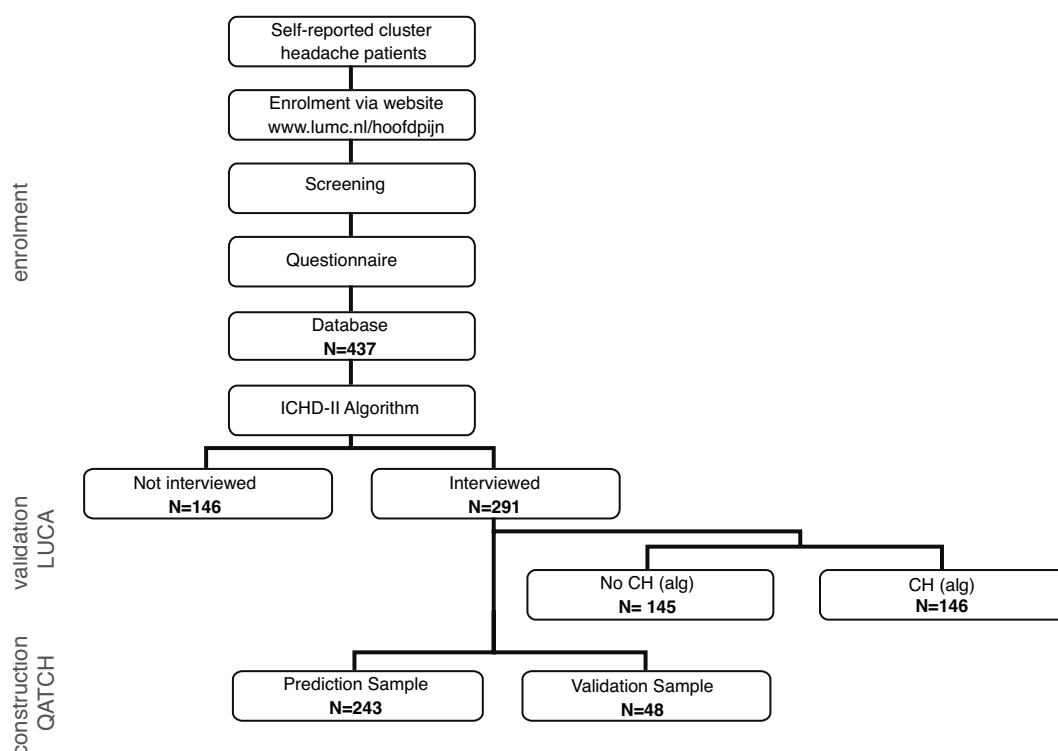 Self-reported cluster
headache patients
Enrolment via website
www.lumc.nl/hoofdpijn
Screening
Questionnaire
Database
N=437
ICHD-II Algorithm
Not interviewed
N=146
Interviewed
N=291
No CH (alg)
N= 145
CH (alg)
N=146
Prediction Sample
N=243
Validation Sample
N=48
enrolment
validation
LUCA
construction
QATCH